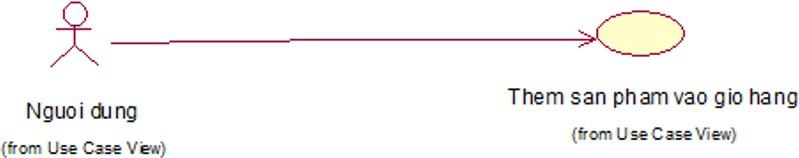 Nguoi dung
(from Use Case View)
Them san pham vao gio hang
(from Use Case View)